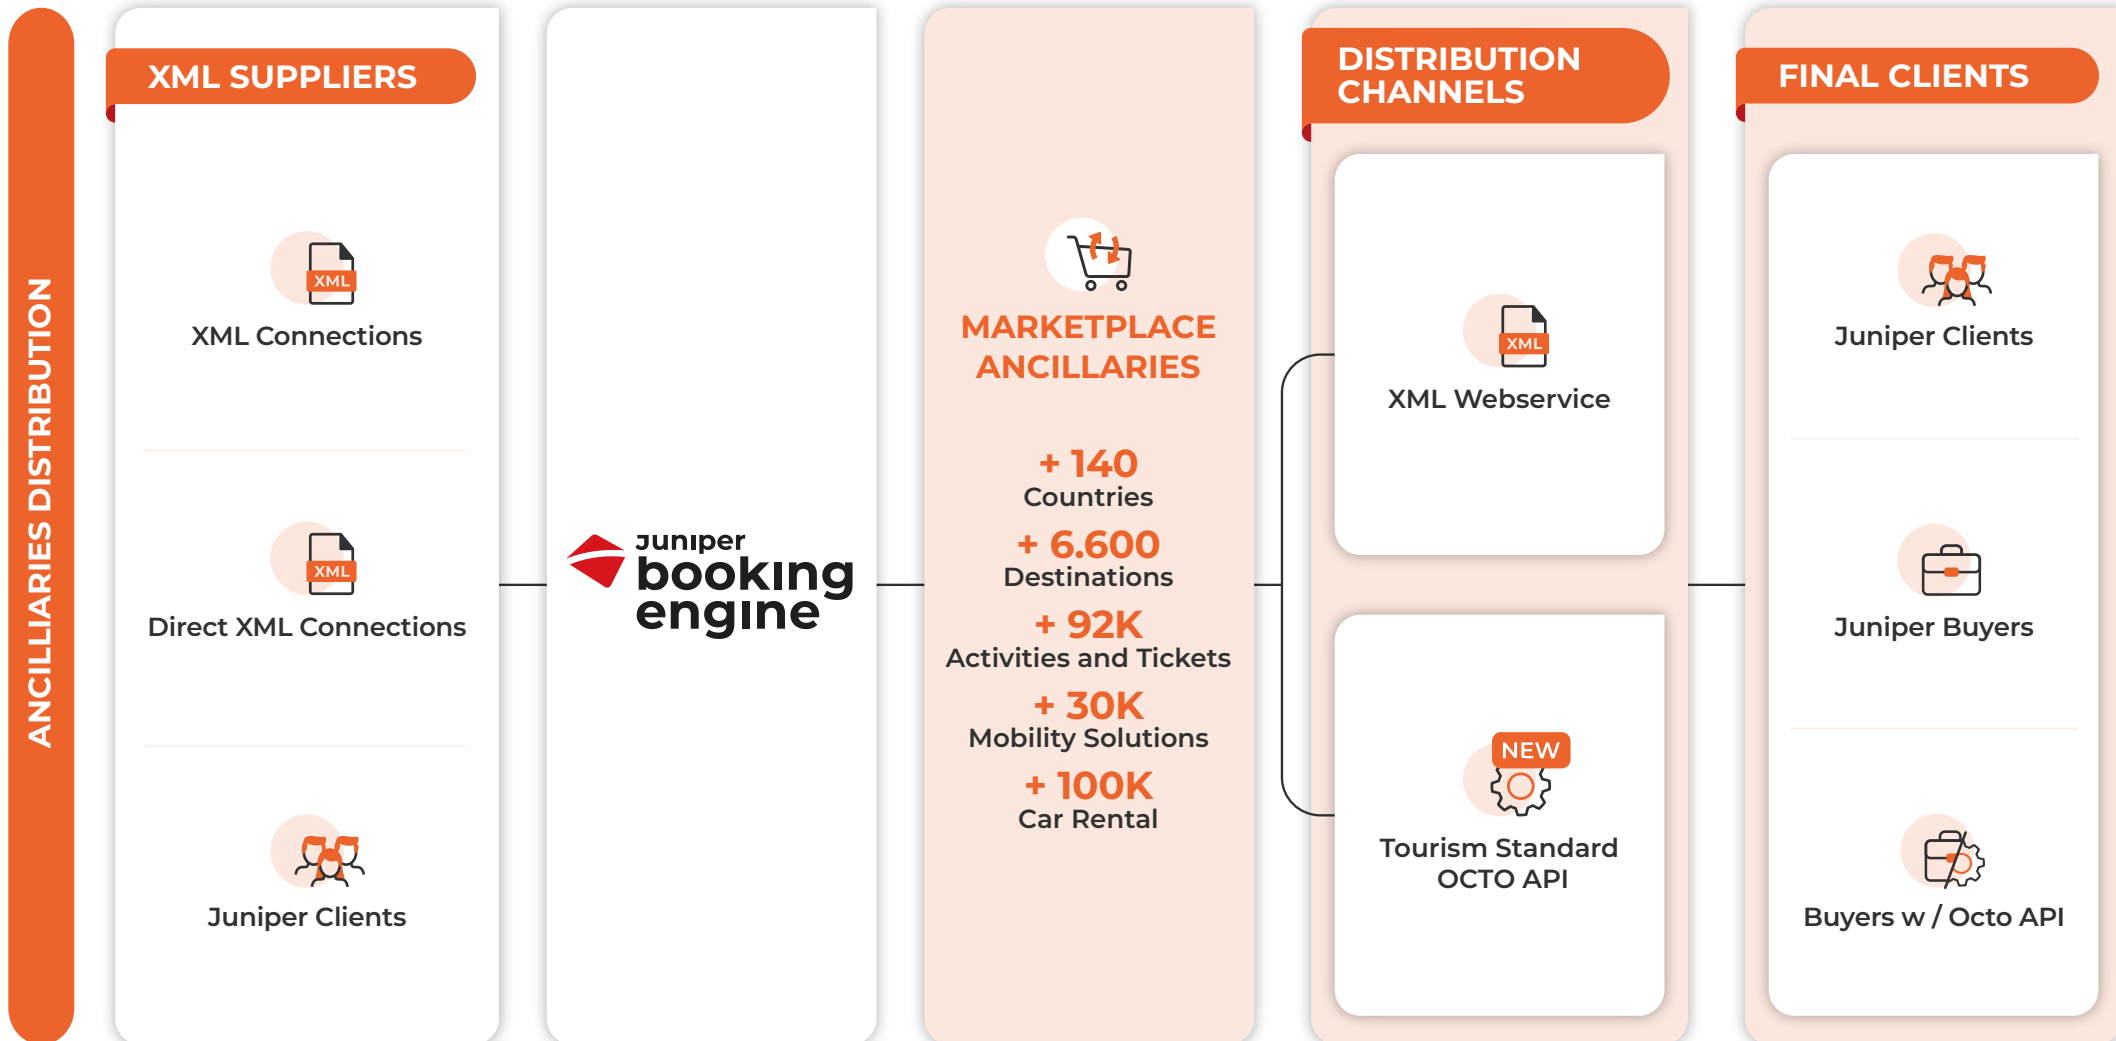 ANCILLIARIES DISTRIBUTION
XML SUPPLIERS
XML
XML Connections
XML
Direct XML Connections
Juniper Clients
Juniper
booking
engine
MARKETPLACE
ANCILLARIES
+ 140
Countries
+ 6.600
Destinations
+ 92K
Activities and Tickets
+ 30K
Mobility Solutions
+ 100K
Car Rental
DISTRIBUTION
CHANNELS
XML
XML Webservice
NEW
Tourism Standard
OCTO API
FINAL CLIENTS
Juniper Clients
Juniper Buyers
Buyers w / Octo API